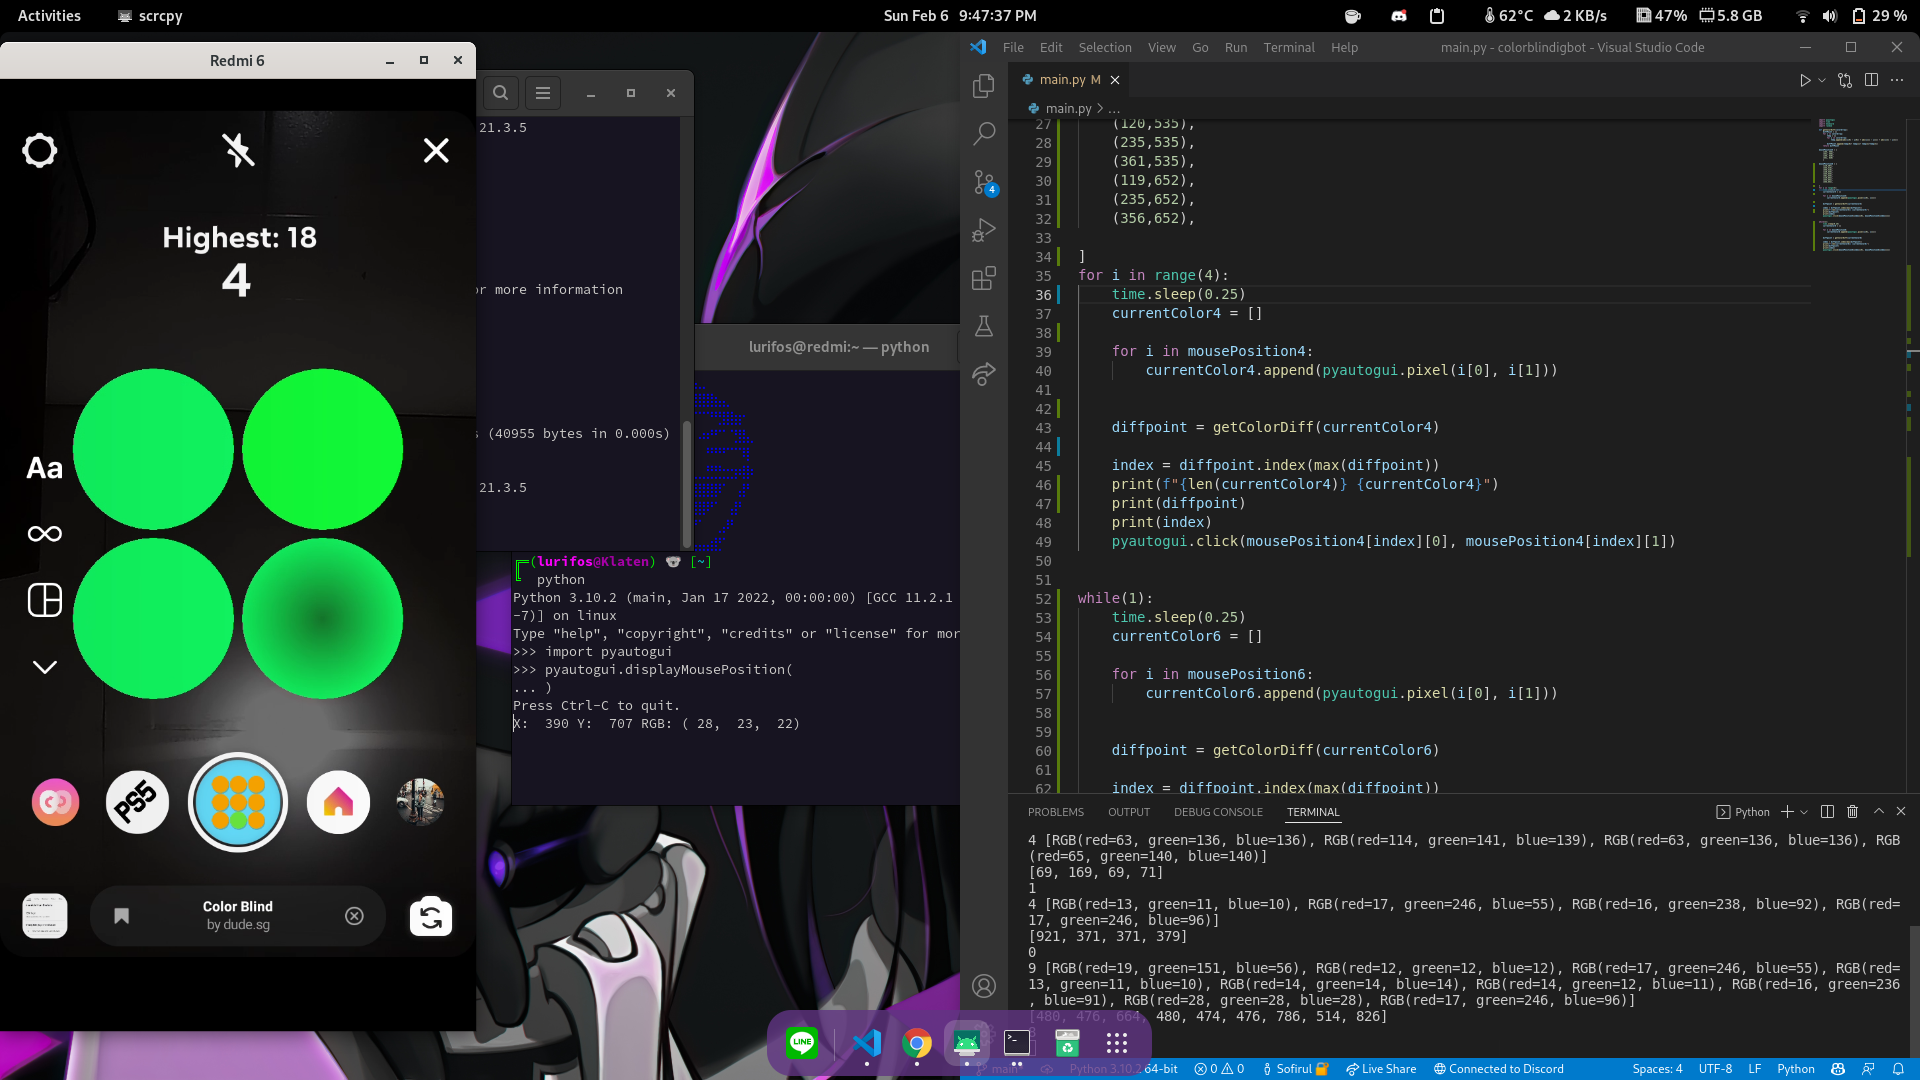 Activities
scrcpy
Sun Feb 6 9:47:37 PM
62°C
2 KB/s
47%
5.8 GB
29 %
Redmi 6
Highest: 18
4
Aa
PS5
Color Blind
by dude.sg
21.3.5
or more information
(40955 bytes in 0.000s)
21.3.5
lurifos@redmi:~ — python
(lurifos@Klaten) [~]
python
Python 3.10.2 (main, Jan 17 2022, 00:00:00) [GCC 11.2.1
-7)] on linux
Type "help", "copyright", "credits" or "license" for mor
>>> import pyautogui
>>> pyautogui.displayMousePosition(
... )
Press Ctrl-C to quit.
X: 390 Y: 707 RGB: ( 28, 23, 22)
File Edit Selection View Go Run Terminal Help
main.py - colorblindigbot - Visual Studio Code
main.py M
main.py > ...
4
27 (120,535),
28 (235,535),
29 (361,535),
30 (119,652),
31 (235,652),
32 (356,652),
33
34 ]
35 for i in range(4):
36 time.sleep(0.25)
37 currentColor4 = []
38
39 for i in mousePosition4:
40 currentColor4.append(pyautogui.pixel(i[0], i[1]))
41
42
43 diffpoint = getColorDiff(currentColor4)
44
45 index = diffpoint.index(max(diffpoint))
46 print(f"{len(currentColor4)} {currentColor4}")
47 print(diffpoint)
48 print(index)
49 pyautogui.click(mousePosition4[index][0], mousePosition4[index][1])
50
51
52 while(1):
53 time.sleep(0.25)
54 currentColor6 = []
55
56 for i in mousePosition6:
57 currentColor6.append(pyautogui.pixel(i[0], i[1]))
58
59
60 diffpoint = getColorDiff(currentColor6)
61
62 index = diffpoint.index(max(diffpoint))
PROBLEMS OUTPUT DEBUG CONSOLE TERMINAL
Python
4 [RGB(red=63, green=136, blue=136), RGB(red=114, green=141, blue=139), RGB(red=63, green=136, blue=136), RGB
(red=65, green=140, blue=140)]
[69, 169, 69, 71]
1
4 [RGB(red=13, green=11, blue=10), RGB(red=17, green=246, blue=55), RGB(red=16, green=238, blue=92), RGB(red=
17, green=246, blue=96)]
[921, 371, 371, 379]
0
9 [RGB(red=19, green=151, blue=56), RGB(red=12, green=12, blue=12), RGB(red=17, green=246, blue=55), RGB(red=
13, green=11, blue=10), RGB(red=14, green=14, blue=14), RGB(red=14, green=12, blue=11), RGB(red=16, green=236
, blue=91), RGB(red=28, green=28, blue=28), RGB(red=17, green=246, blue=96)]
[480, 476, 664, 480, 474, 476, 786, 514, 826]
LINE
main*
Python 3.10.2 64-bit
0 0
Sofirul
Live Share
Connected to Discord
Spaces: 4
UTF-8
LF
Python